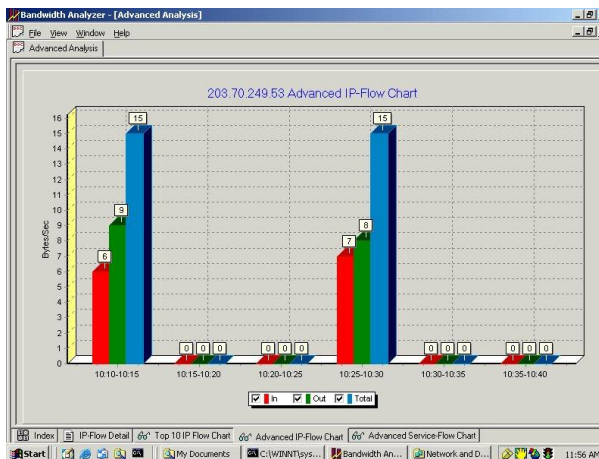 Bandwidth Analyzer - [Advanced Analysis]
File View Window Help
Advanced Analysis
203.70.249.53 Advanced IP-Flow Chart
Bytes/Sec
16
15
14
13
12
11
10
9
8
7
6
5
4
3
2
1
0
6 9 15
0 0 0
0 0 0
7 8 15
0 0 0
0 0 0
10:10-10:15 10:15-10:20 10:20-10:25 10:25-10:30 10:30-10:35 10:35-10:40
In Out Total
Index IP-Flow Detail Top 10 IP Flow Chart Advanced IP-Flow Chart Advanced Service-Flow Chart
Start My Documents C:\WINNT\sys... Bandwidth An... Network and D... 11:56 AM